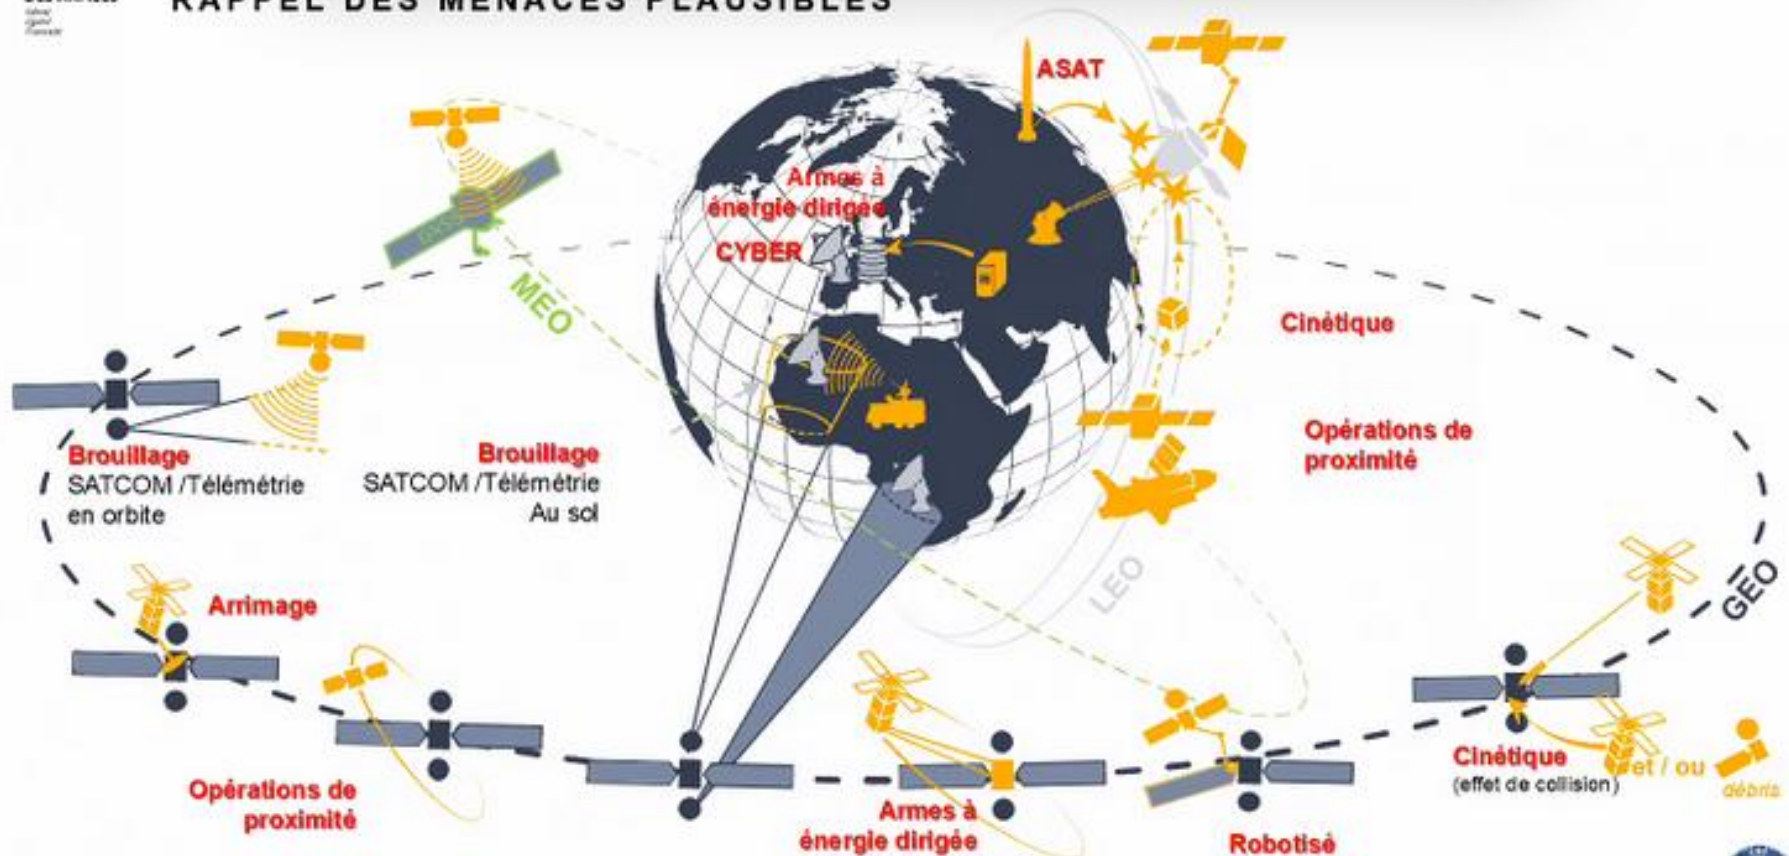 RAPPEL DES MENACES PLAUSIBLES
ASAT
Armes à
énergie dirigée
CYBER
MEO
Cinétique
Brouillage
SATCOM /Télémétrie
en orbite
Brouillage
SATCOM /Télémétrie
Au sol
Opérations de
proximité
LEO
GEO
Arrimage
Opérations de
proximité
Armes à
énergie dirigée
Robotisé
Cinétique
(effet de collision)
et / ou
débris